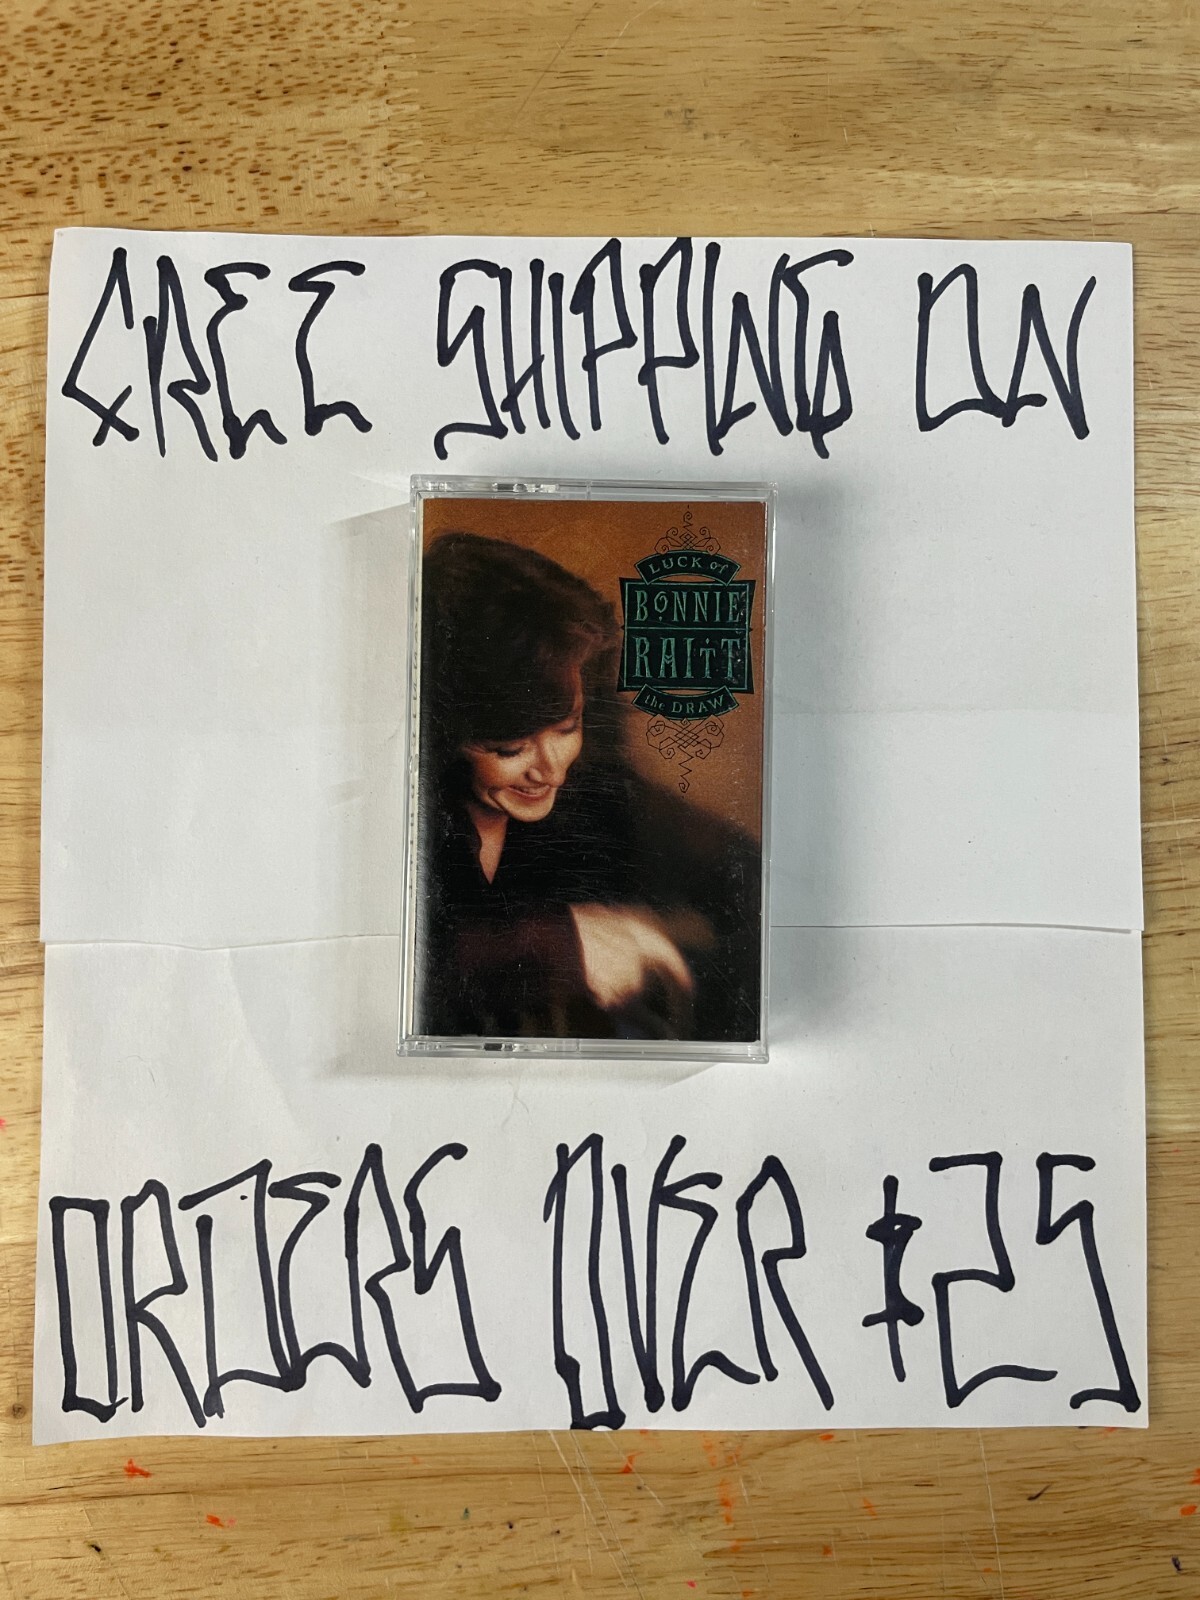 FREE SHIPPING ON
LUCK of
BONNIE
RAITT
the DRAW
ORDERS OVER $25